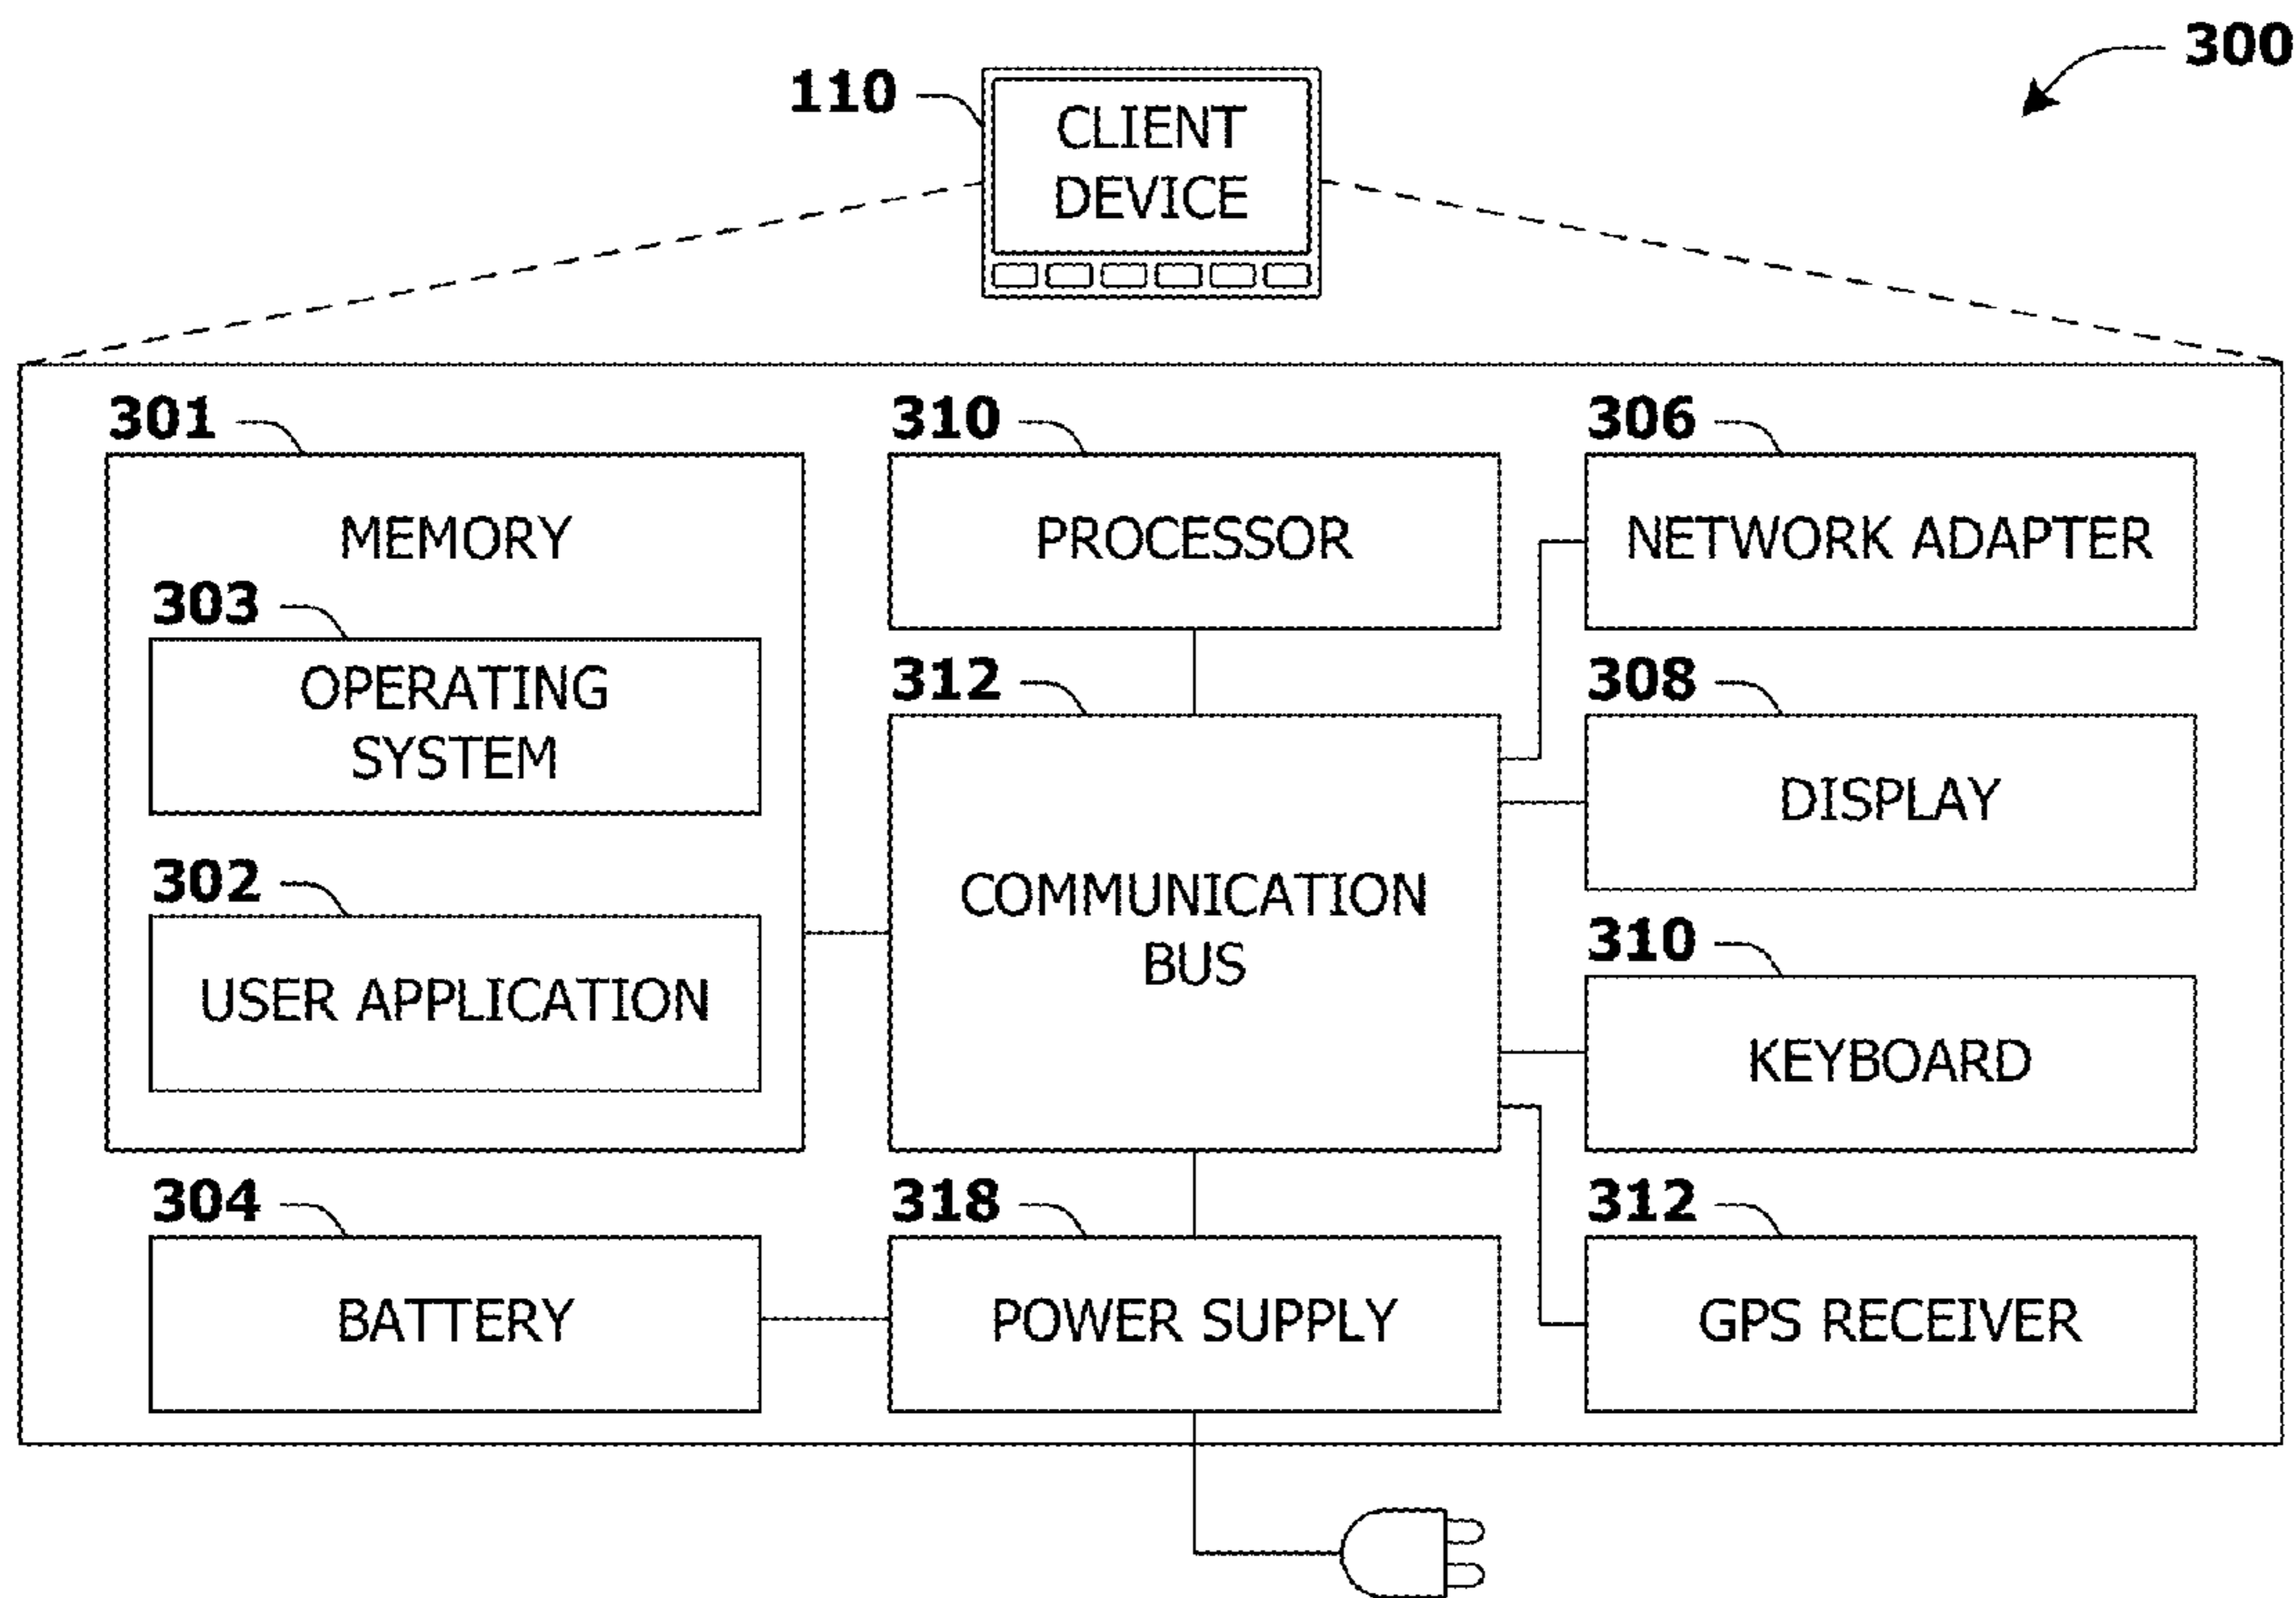 300
110
CLIENT
DEVICE
301
310
306
MEMORY
PROCESSOR
NETWORK ADAPTER
303
OPERATING
SYSTEM
312
308
DISPLAY
302
USER APPLICATION
COMMUNICATION
BUS
310
KEYBOARD
304
318
312
BATTERY
POWER SUPPLY
GPS RECEIVER